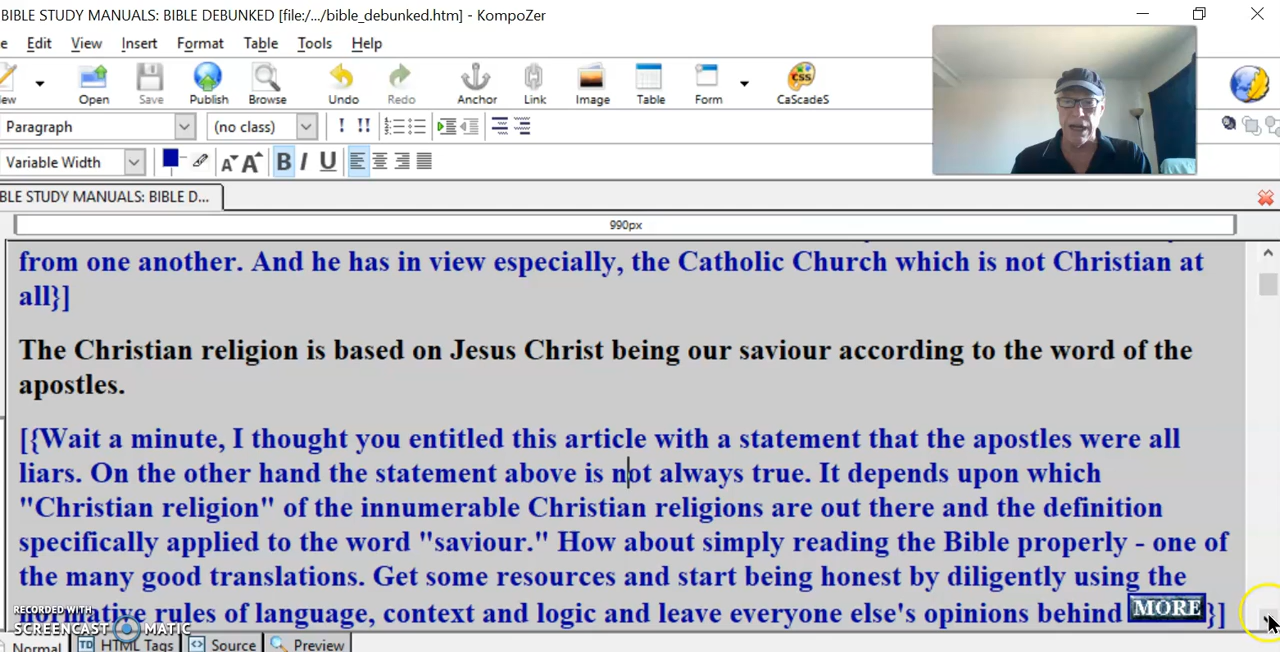 BIBLE STUDY MANUALS: BIBLE DEBUNKED [file:/.../bible_debunked.htm] - KompoZer
Edit View Insert Format Table Tools Help
Open Save Publish Browse Undo Redo Anchor Link Image Table Form CaScadeS
Paragraph (no class) ! !!
Variable Width A A B I U
BLE STUDY MANUALS: BIBLE D...
990px
from one another. And he has in view especially, the Catholic Church which is not Christian at
all}]
The Christian religion is based on Jesus Christ being our saviour according to the word of the
apostles.
[{Wait a minute, I thought you entitled this article with a statement that the apostles were all
liars. On the other hand the statement above is not always true. It depends upon which
"Christian religion" of the innumerable Christian religions are out there and the definition
specifically applied to the word "saviour." How about simply reading the Bible properly - one of
the many good translations. Get some resources and start being honest by diligently using the
rules of language, context and logic and leave everyone else's opinions behind MORE }]
RECORDED WITH
SCREENCAST MATIC
Normal TD HTML Tags <> Source Preview